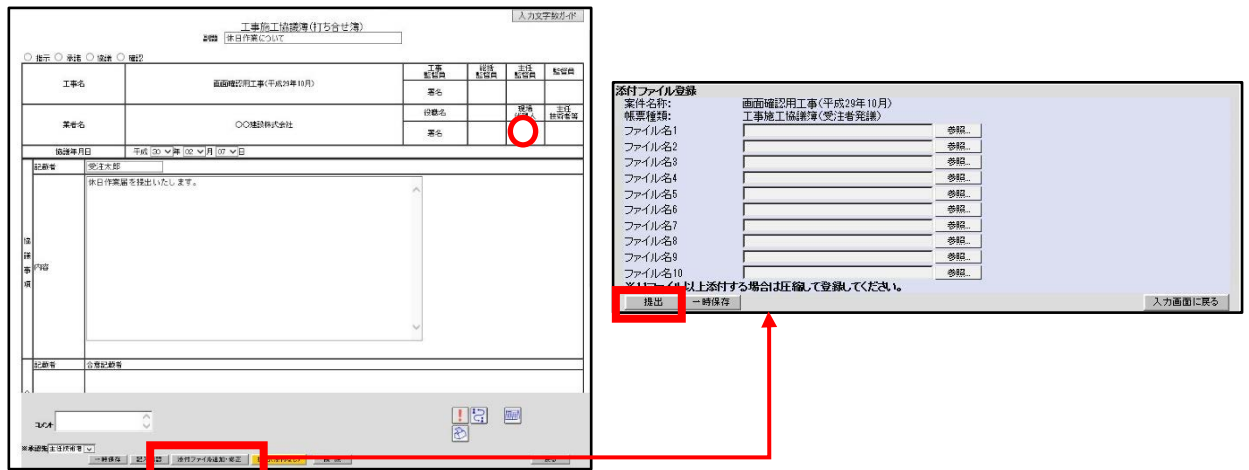 入力文字数ガイド
工事施工協議簿(打ち合せ簿)
休日作業について
指示 承諾 協議 確認
工事名 画面確認用工事(平成29年10月) 工事監督員 総括監督員 主任監督員 監督員
署名
業者名 〇〇建設株式会社 役職名 現場 主任技術者等
署名
協議年月日 平成 30 年 02 月 07 日
記載者 受注太郎
協議事項 内容 休日作業届を提出いたします。
記載者 合意記載者
コメント
※承認先 主任技術者
一時保存 添付ファイル追加・修正
添付ファイル登録
案件名称: 画面確認用工事(平成29年10月)
帳票種類: 工事施工協議簿(受注者発議)
ファイル名1 参照...
ファイル名2 参照...
ファイル名3 参照...
ファイル名4 参照...
ファイル名5 参照...
ファイル名6 参照...
ファイル名7 参照...
ファイル名8 参照...
ファイル名9 参照...
ファイル名10 参照...
※11ファイル以上添付する場合は圧縮して登録してください。
提出 一時保存 入力画面に戻る